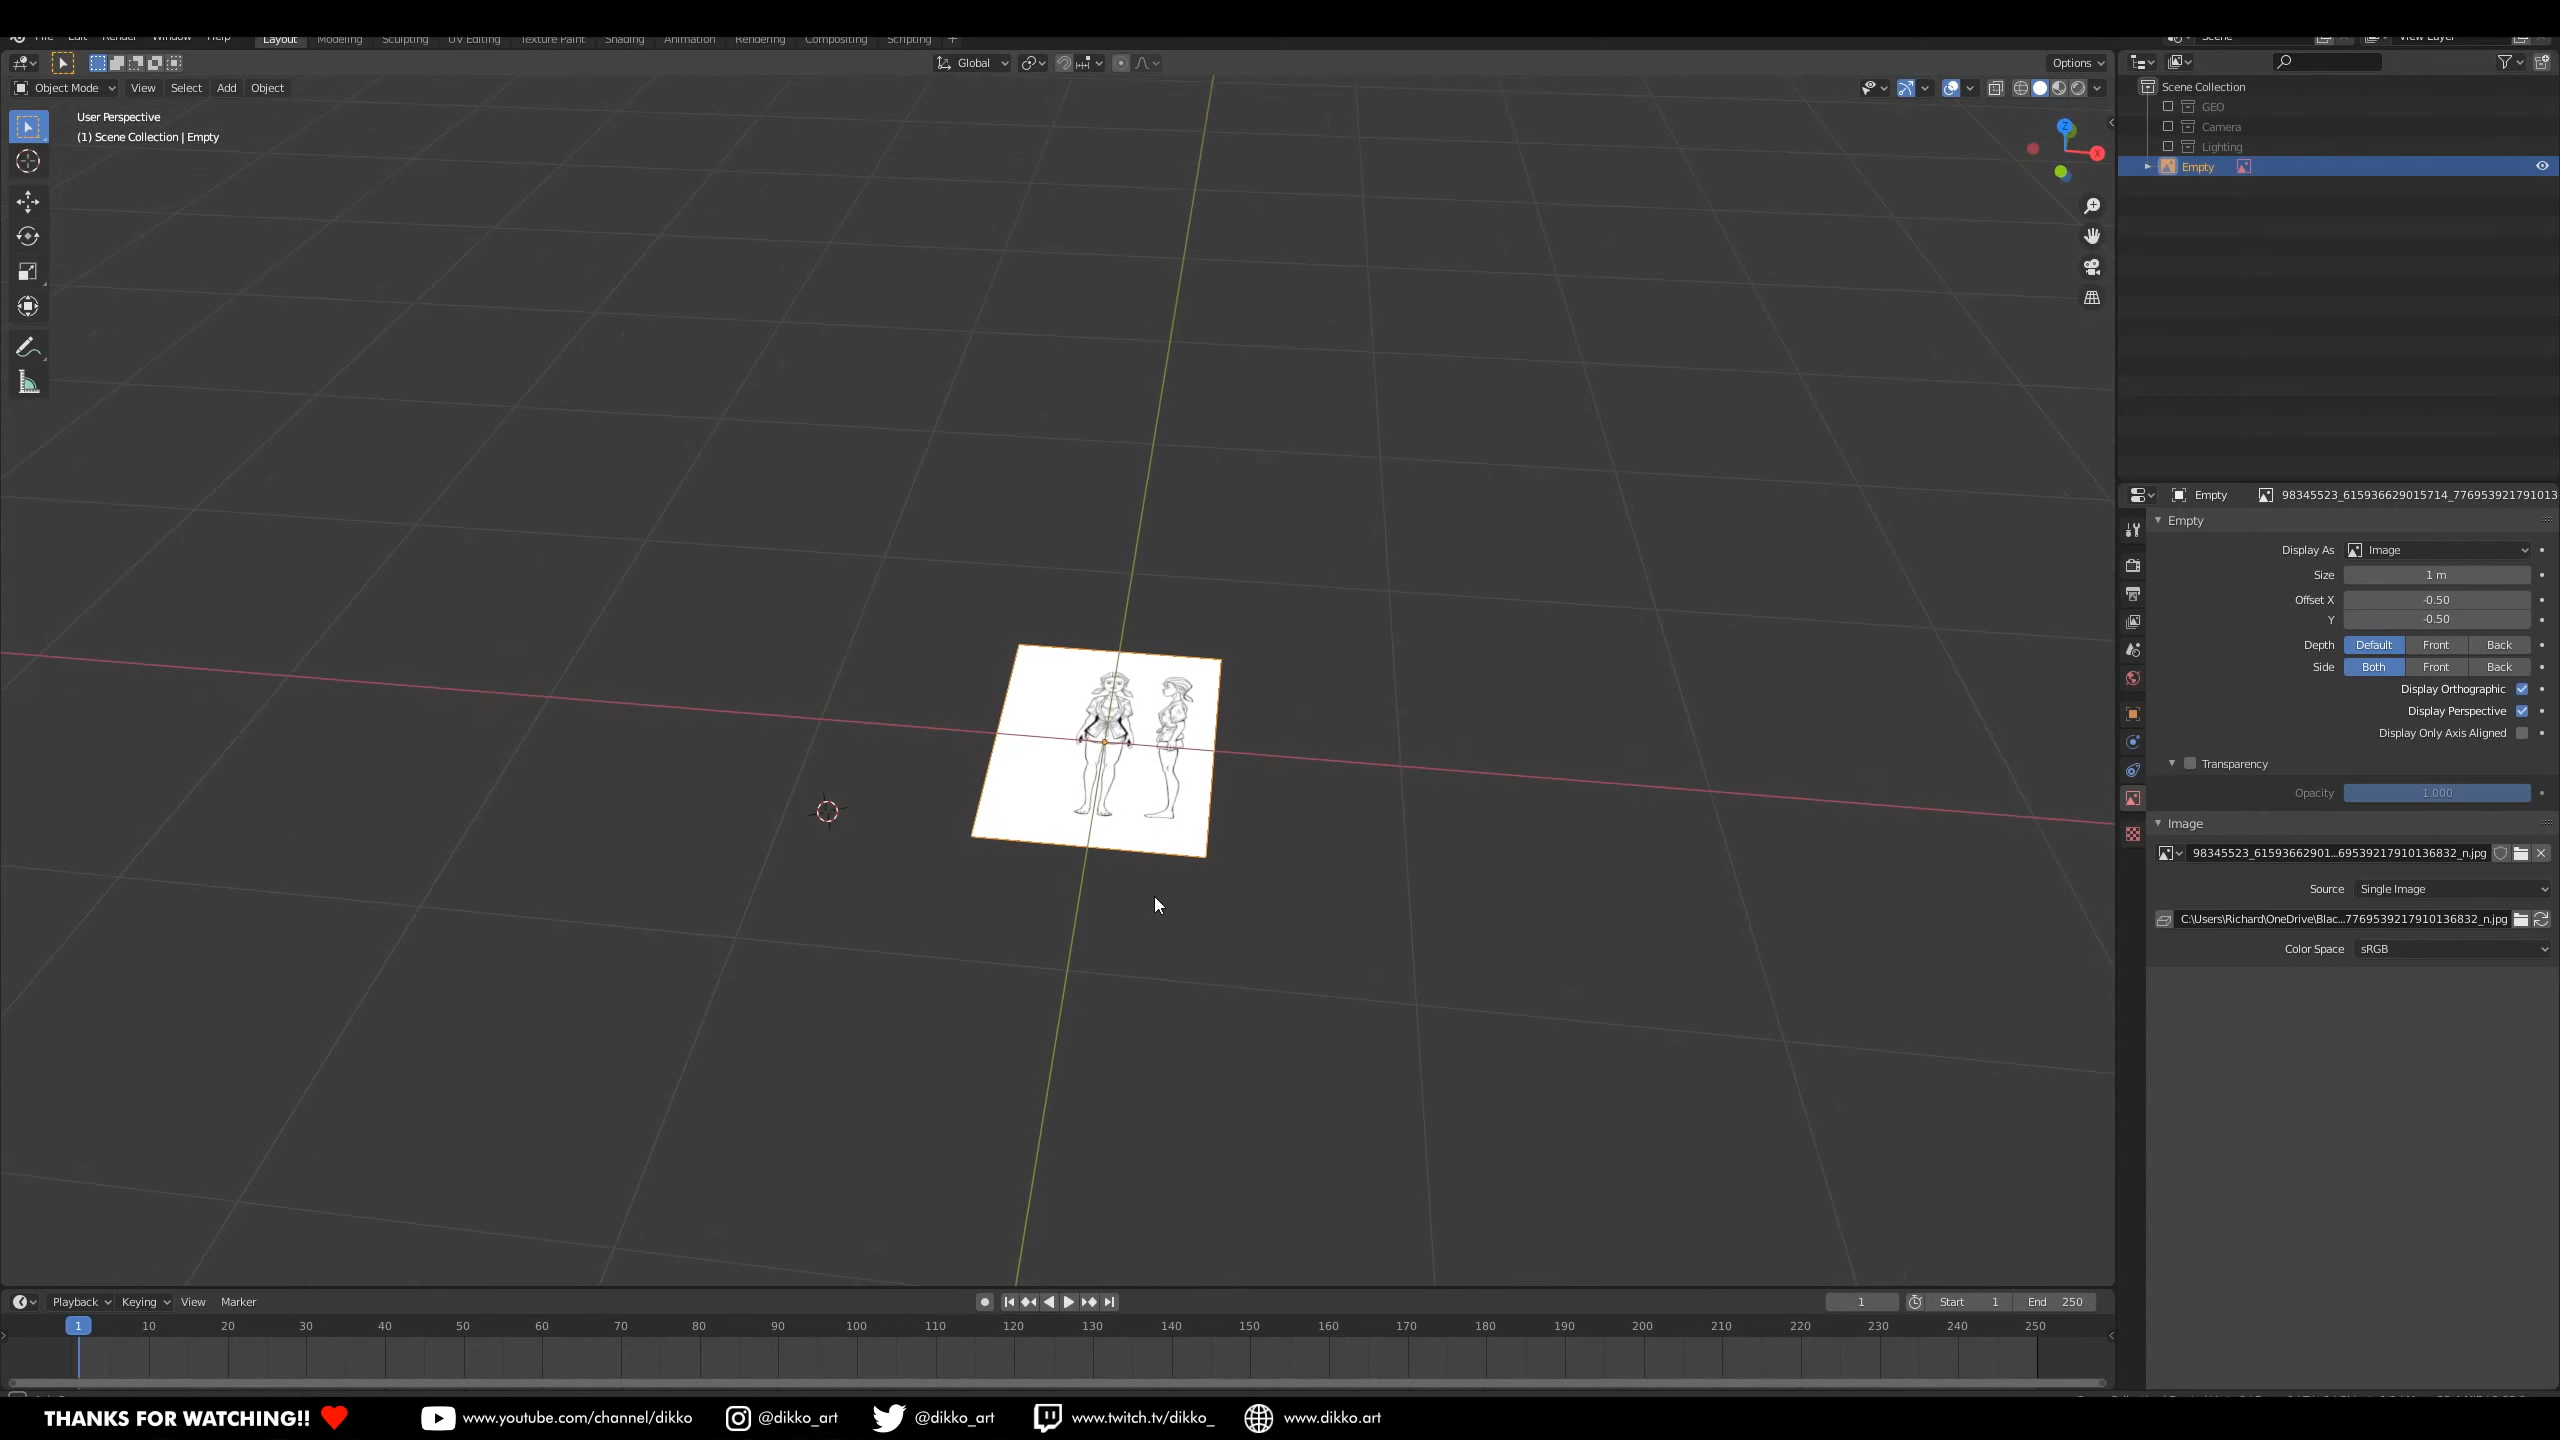 File Edit Render Window Help Layout Modeling Sculpting UV Editing Texture Paint Shading Animation Rendering Compositing Scripting + Scene View Layer
Global Options
Object Mode View Select Add Object
User Perspective
(1) Scene Collection | Empty
Z
X
Scene Collection
GEO
Camera
Lighting
Empty
Empty 98345523_615936629015714_776953921791013
Empty
Display As Image
Size 1 m
Offset X -0.50
Y -0.50
Depth Default Front Back
Side Both Front Back
Display Orthographic
Display Perspective
Display Only Axis Aligned
Transparency
Opacity 1.000
Image
98345523_61593662901...69539217910136832_n.jpg
Source Single Image
C:\Users\Richard\OneDrive\Blac...7769539217910136832_n.jpg
Color Space sRGB
Playback Keying View Marker 1 Start 1 End 250
1 10 20 30 40 50 60 70 80 90 100 110 120 130 140 150 160 170 180 190 200 210 220 230 240 250
THANKS FOR WATCHING!! www.youtube.com/channel/dikko @dikko_art @dikko_art www.twitch.tv/dikko_ www.dikko.art